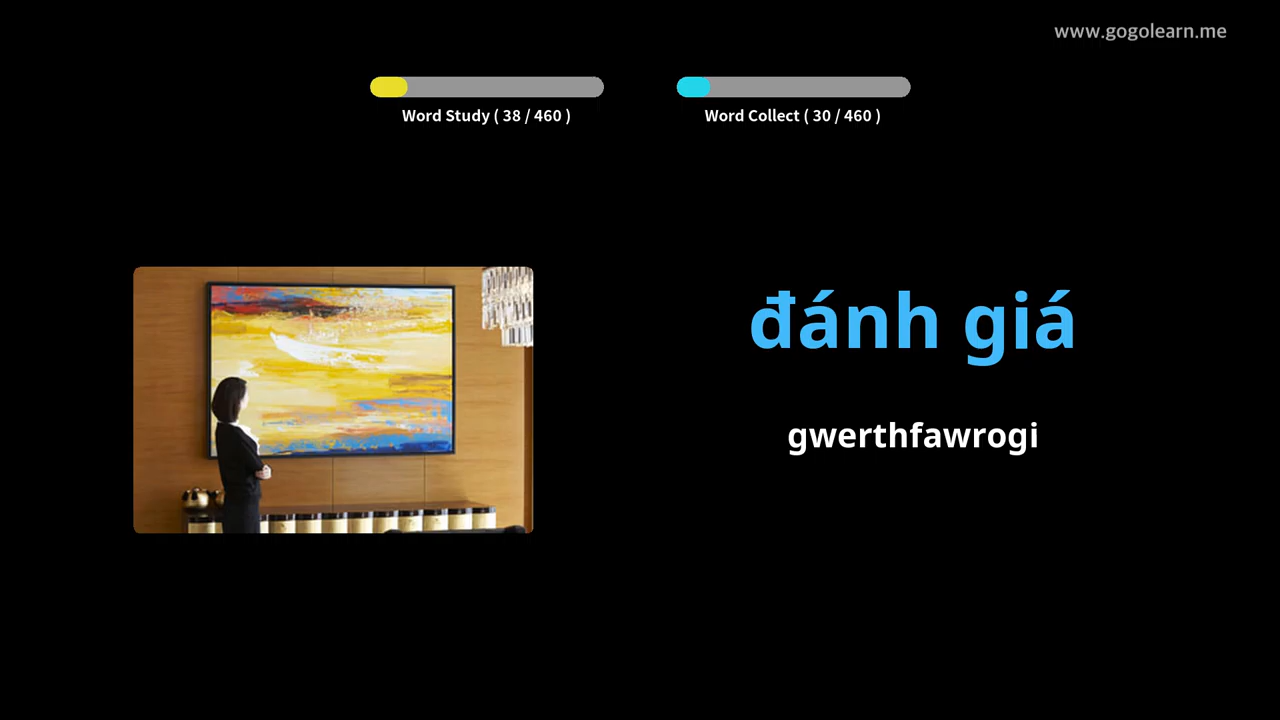 www.gogolearn.me
Word Study ( 38 / 460 )
Word Collect ( 30 / 460 )
đánh giá
gwerthfawrogi